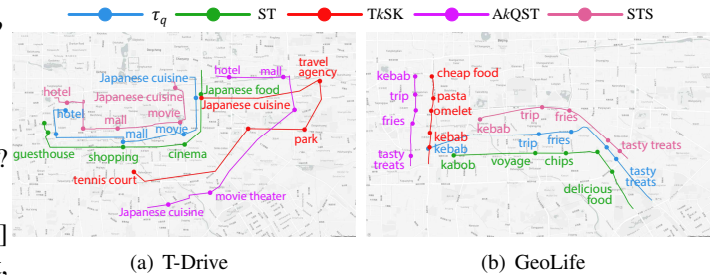 τq ST TkSK AkQST STS
?
]
hotel mall travel
agency
Japanese cuisine
hotel Japanese cuisine Japanese food
Japanese cuisine
hotel mall movie
mall movie park
guesthouse shopping cinema
tennis court
movie theater
Japanese cuisine
kebab cheap food
trip pasta
omelet
fries kebab trip fries
kebab
kebab trip fries tasty treats
tasty
treats kabob voyage chips tasty
treats
delicious
food
(a) T-Drive (b) GeoLife